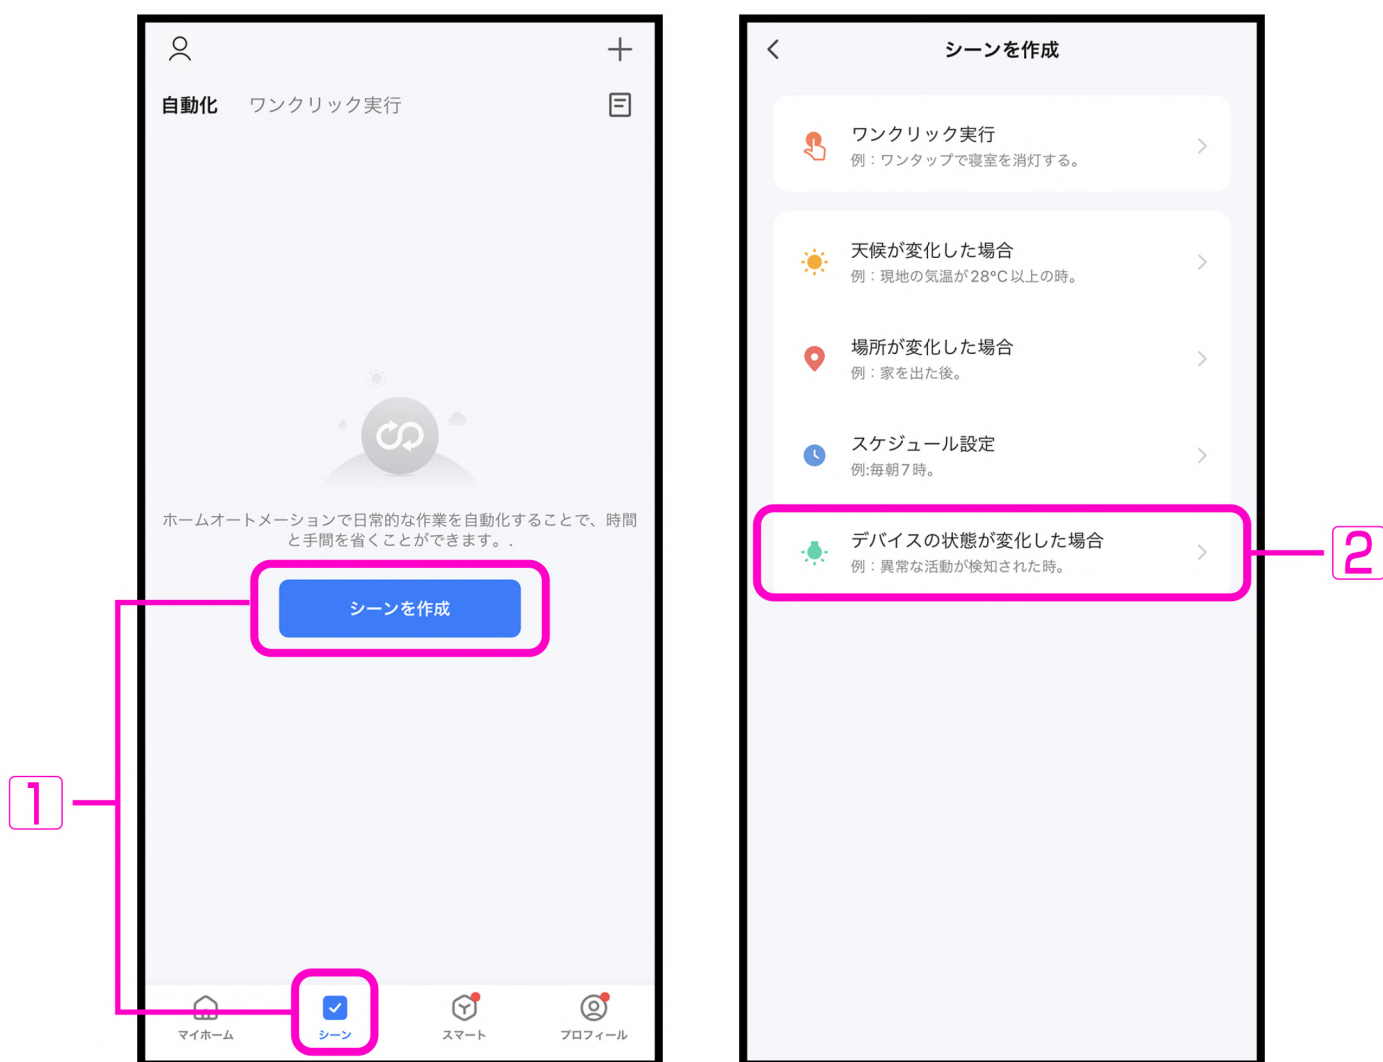 自動化 ワンクリック実行
ホームオートメーションで日常的な作業を自動化することで、時間
と手間を省くことができます。.
シーンを作成
1
マイホーム シーン スマート プロフィール
シーンを作成
ワンクリック実行
例：ワンタップで寝室を消灯する。
天候が変化した場合
例：現地の気温が28°C以上の時。
場所が変化した場合
例：家を出た後。
スケジュール設定
例:毎朝7時。
デバイスの状態が変化した場合
例：異常な活動が検知された時。
2